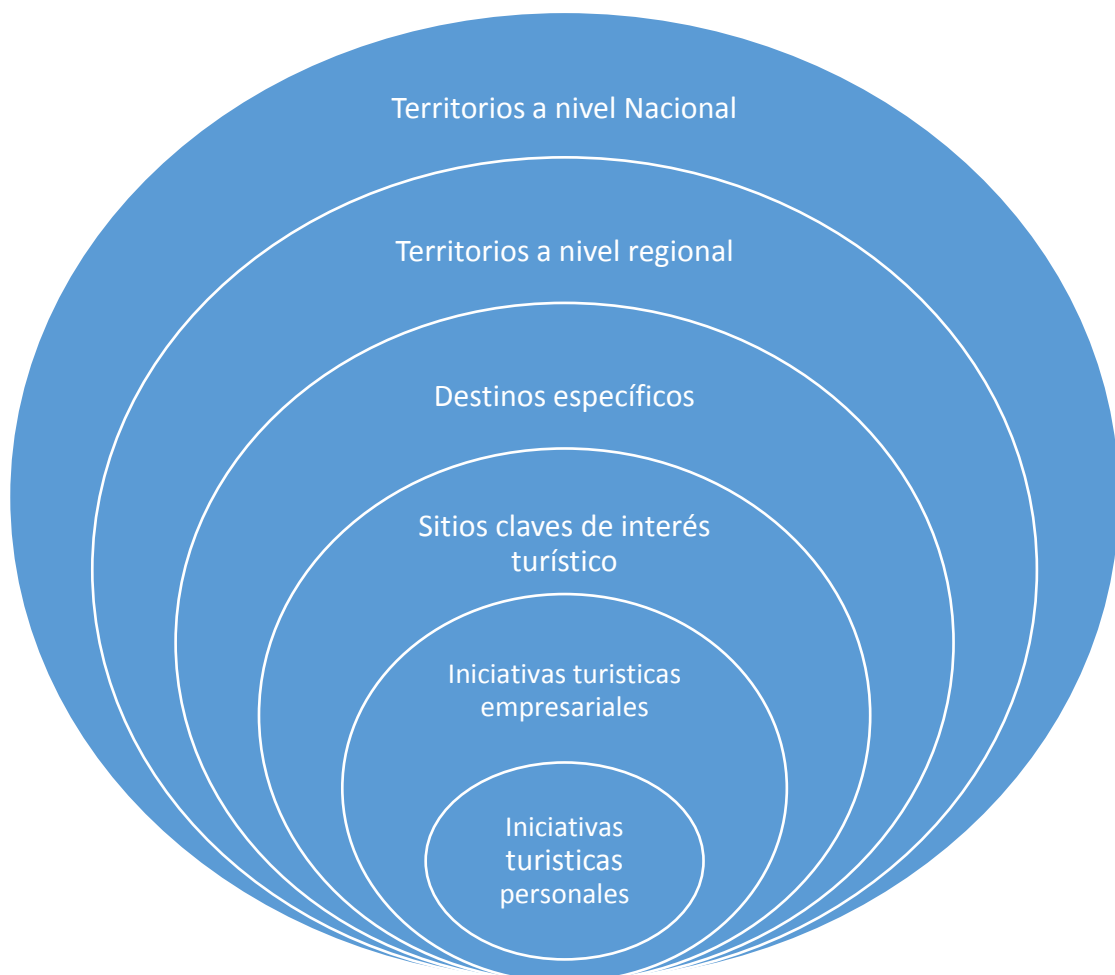 Territorios a nivel Nacional
Territorios a nivel regional
Destinos específicos
Sitios claves de interés
turístico
Iniciativas turisticas
empresariales
Iniciativas
turisticas
personales